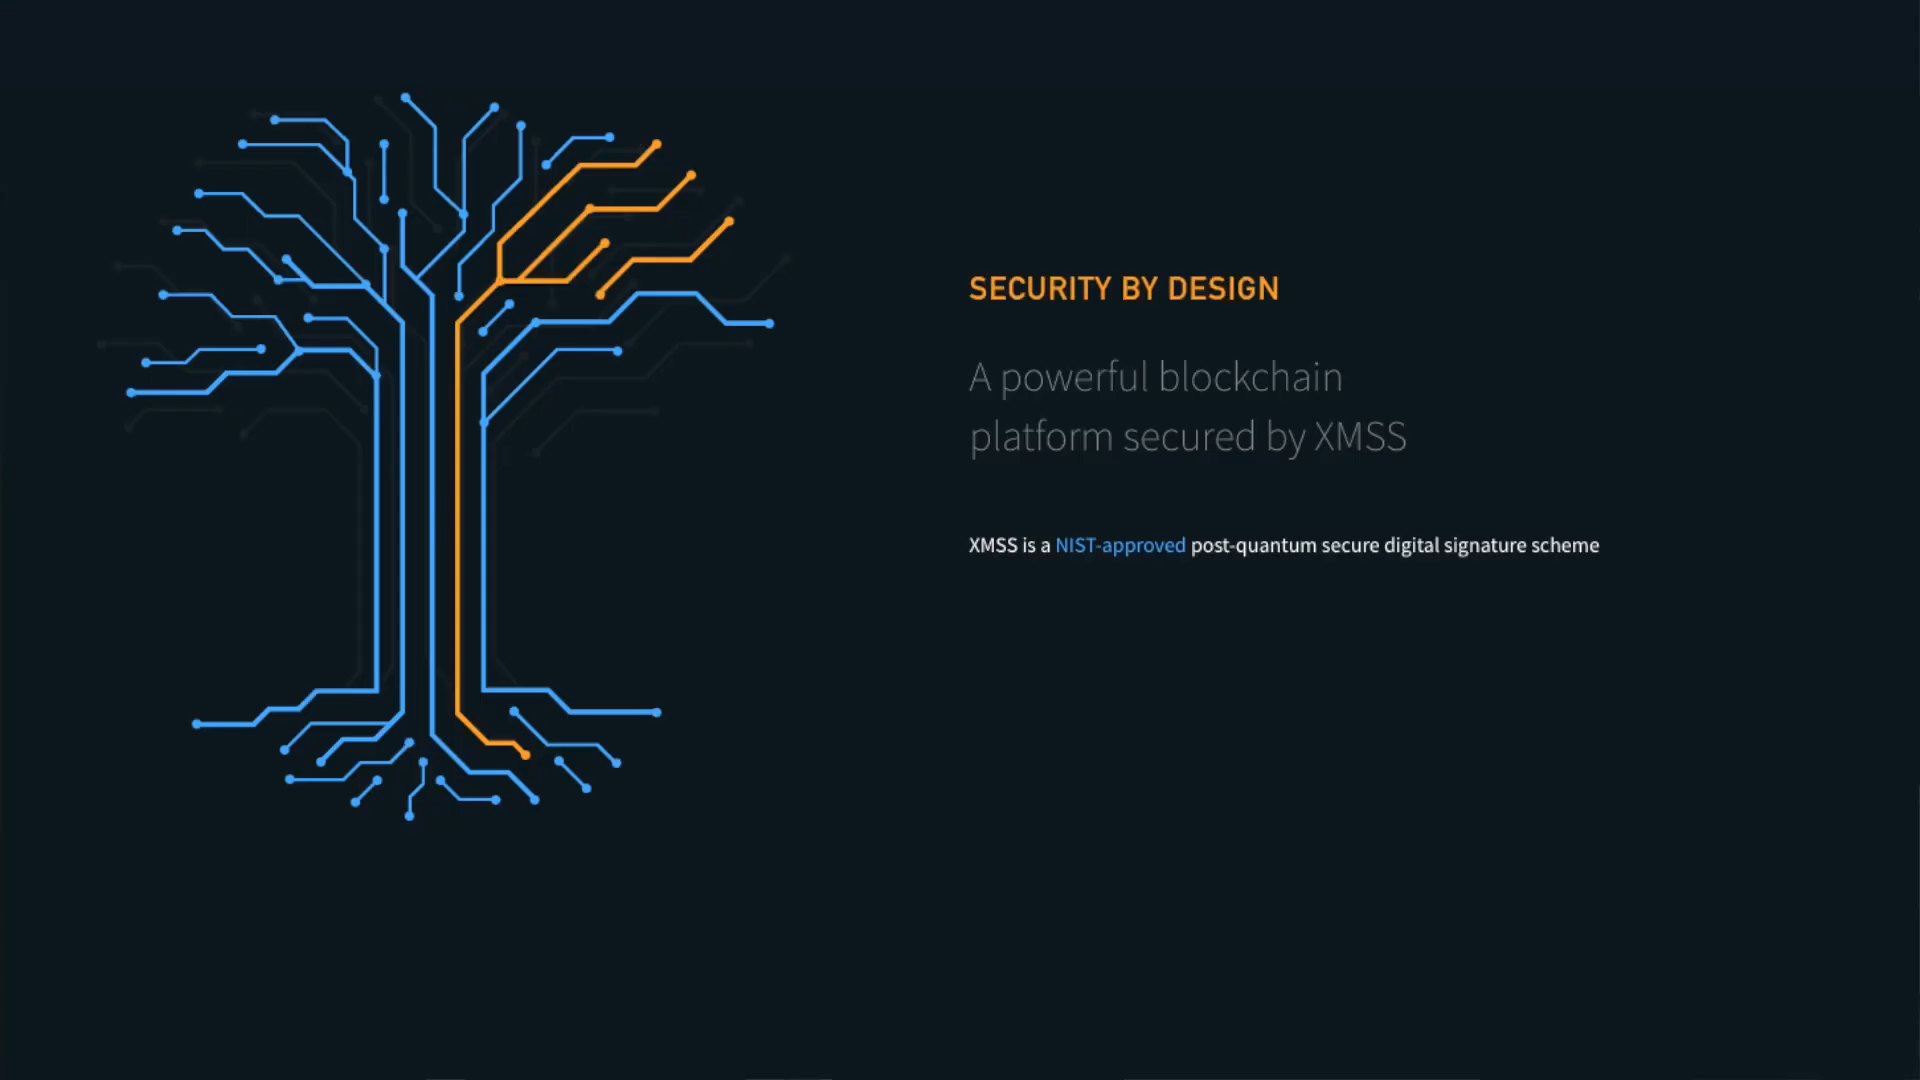 SECURITY BY DESIGN
A powerful blockchain
platform secured by XMSS
XMSS is a NIST-approved post-quantum secure digital signature scheme